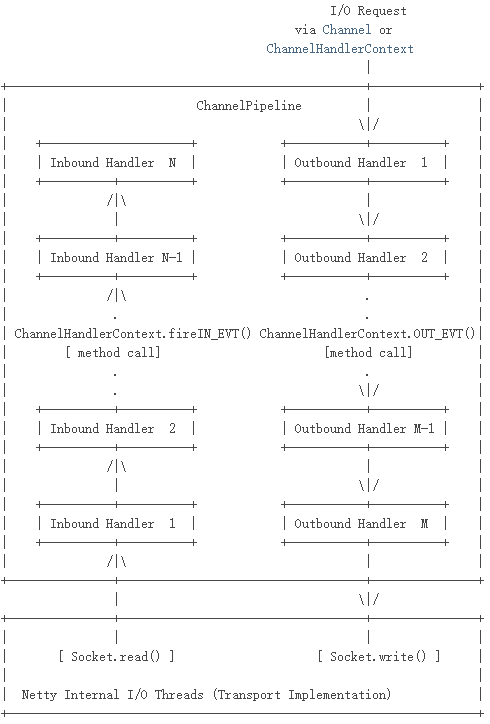 I/O Request
via Channel or
ChannelHandlerContext
ChannelPipeline
Inbound Handler N
Outbound Handler 1
Inbound Handler N-1
Outbound Handler 2
ChannelHandlerContext.fireIN_EVT() ChannelHandlerContext.OUT_EVT()
[ method call] [method call]
Inbound Handler 2
Outbound Handler M-1
Inbound Handler 1
Outbound Handler M
[ Socket.read() ] [ Socket.write() ]
Netty Internal I/O Threads (Transport Implementation)